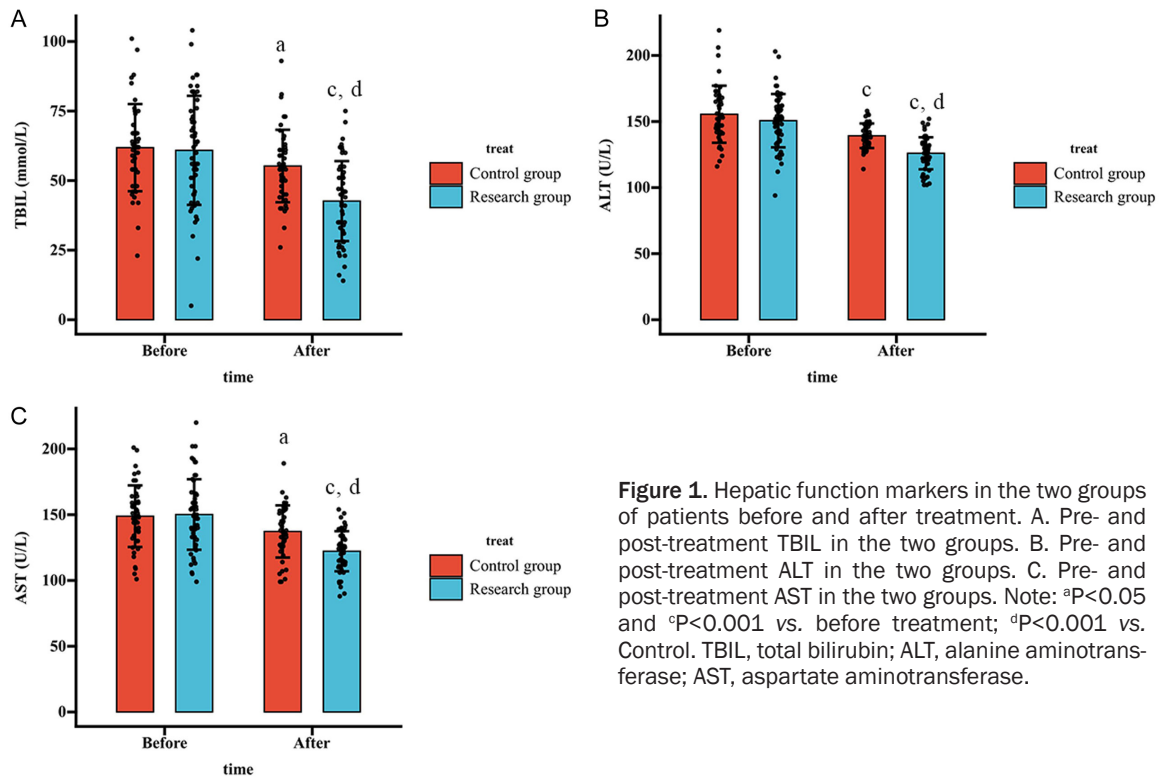 A
TBIL (mmol/L)
100
75
50
25
0
a
c, d
Before
After
time
treat
Control group
Research group
B
ALT (U/L)
200
150
100
50
0
c
c, d
Before
After
time
treat
Control group
Research group
C
AST (U/L)
200
150
100
50
0
a
c, d
Before
After
time
treat
Control group
Research group
Figure 1. Hepatic function markers in the two groups
of patients before and after treatment. A. Pre- and
post-treatment TBIL in the two groups. B. Pre- and
post-treatment ALT in the two groups. C. Pre- and
post-treatment AST in the two groups. Note: ᵃP<0.05
and ᶜP<0.001 vs. before treatment; ᵈP<0.001 vs.
Control. TBIL, total bilirubin; ALT, alanine aminotrans-
ferase; AST, aspartate aminotransferase.